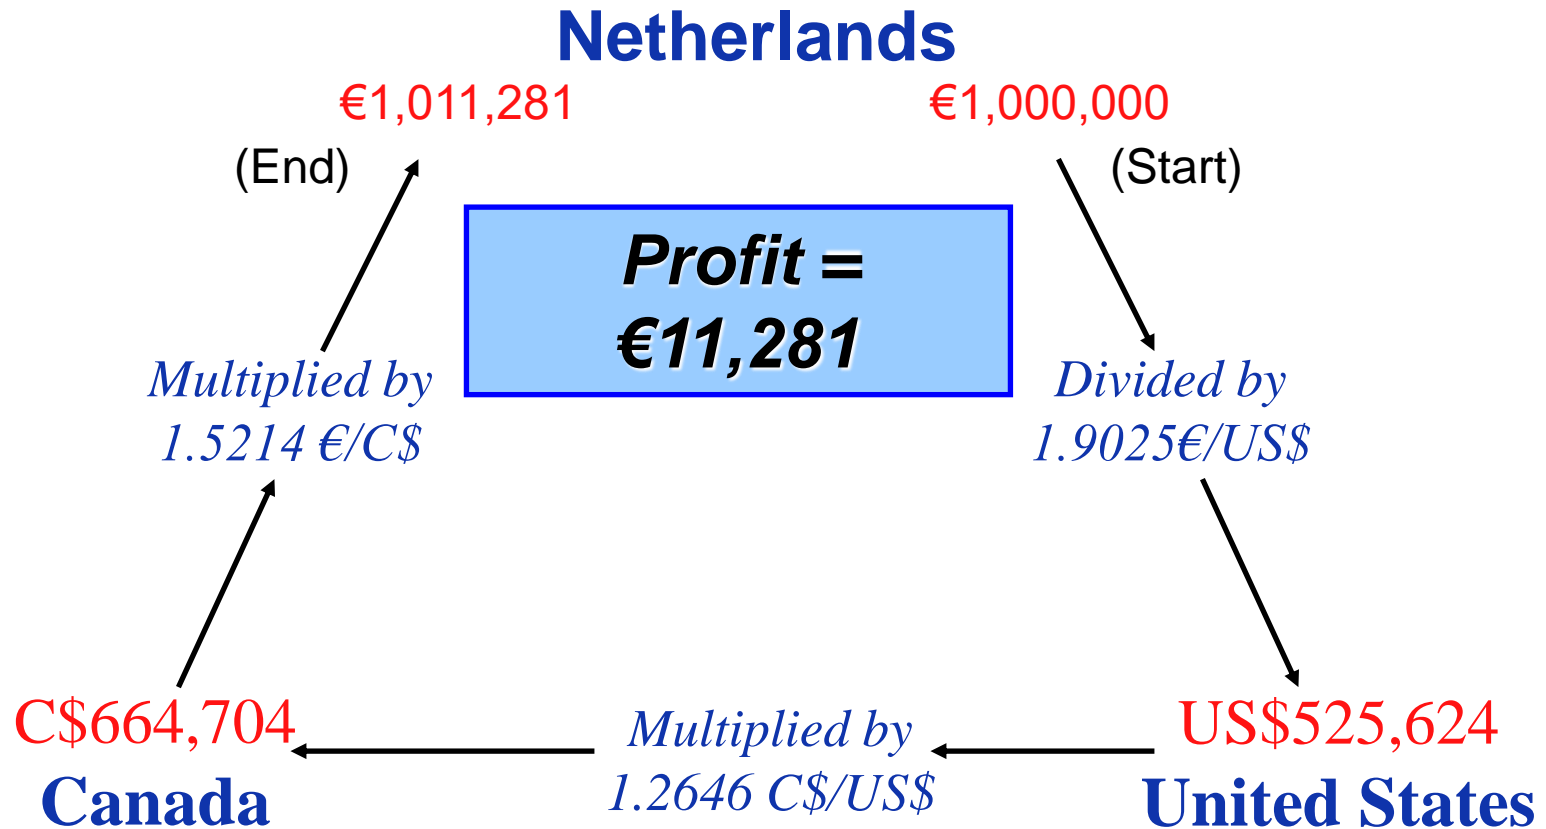 Netherlands
€1,011,281
€1,000,000
(End)
(Start)
Profit =
€11,281
Multiplied by
1.5214 €/C$
Divided by
1.9025€/US$
C$664,704
Canada
Multiplied by
1.2646 C$/US$
US$525,624
United States